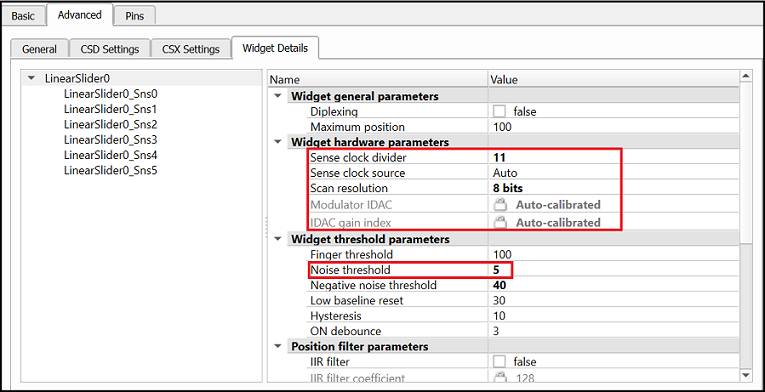 Basic Advanced Pins
General CSD Settings CSX Settings Widget Details
LinearSlider0
LinearSlider0_Sns0
LinearSlider0_Sns1
LinearSlider0_Sns2
LinearSlider0_Sns3
LinearSlider0_Sns4
LinearSlider0_Sns5
Name Value
Widget general parameters
Diplexing false
Maximum position 100
Widget hardware parameters
Sense clock divider 11
Sense clock source Auto
Scan resolution 8 bits
Modulator IDAC Auto-calibrated
IDAC gain index Auto-calibrated
Widget threshold parameters
Finger threshold 100
Noise threshold 5
Negative noise threshold 40
Low baseline reset 30
Hysteresis 10
ON debounce 3
Position filter parameters
IIR filter false
IIR filter coefficient 128